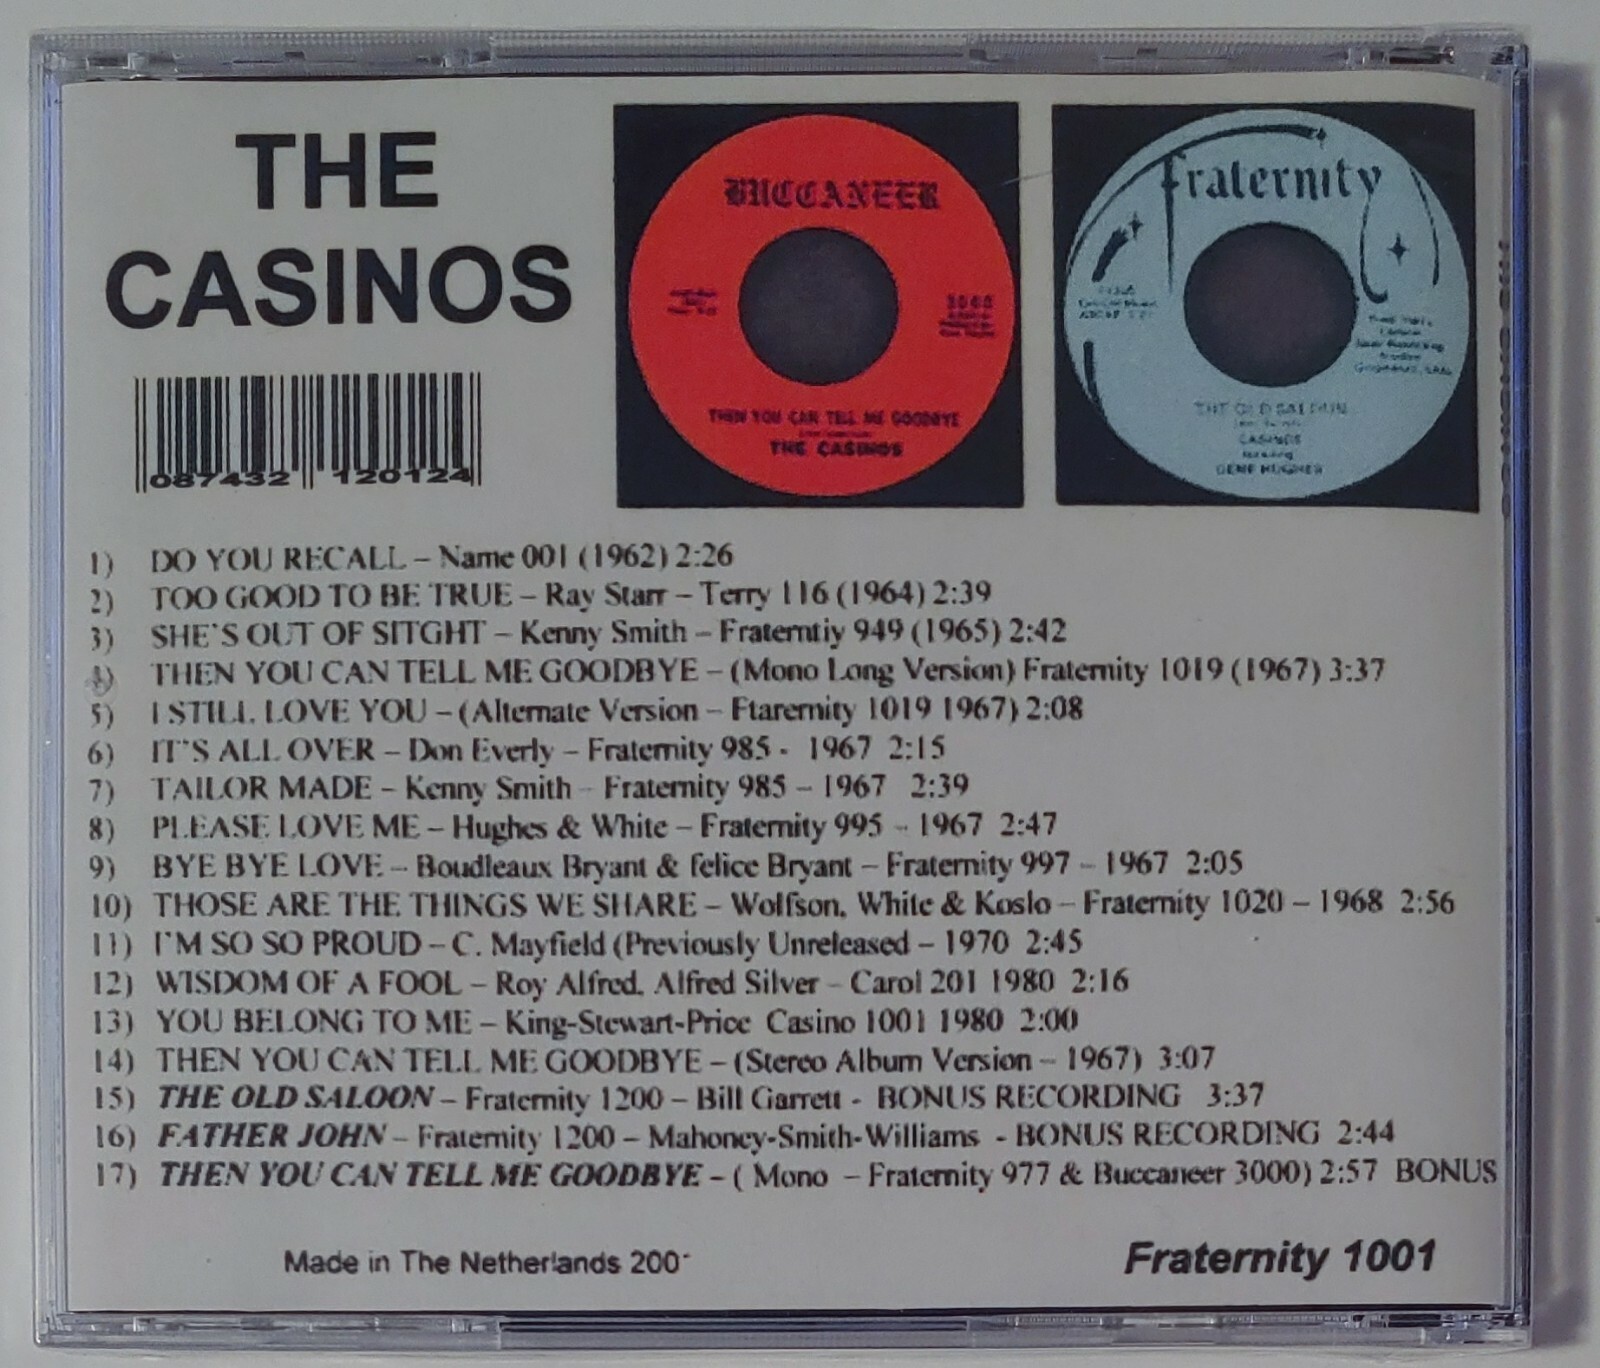 THE
CASINOS
087432 120124
BUCCANEER
THEN YOU CAN TELL ME GOODBYE
THE CASINOS
fraternity
THE OLD SALOON
CASINOS
GENE HUGHES
1) DO YOU RECALL – Name 001 (1962) 2:26
2) TOO GOOD TO BE TRUE – Ray Starr – Terry 116 (1964) 2:39
3) SHE'S OUT OF SITGHT – Kenny Smith – Fraterntiy 949 (1965) 2:42
4) THEN YOU CAN TELL ME GOODBYE – (Mono Long Version) Fraternity 1019 (1967) 3:37
5) I STILL LOVE YOU – (Alternate Version – Ftarernity 1019 1967) 2:08
6) IT'S ALL OVER – Don Everly – Fraternity 985 - 1967 2:15
7) TAILOR MADE – Kenny Smith – Fraternity 985 – 1967 2:39
8) PLEASE LOVE ME – Hughes & White – Fraternity 995 – 1967 2:47
9) BYE BYE LOVE – Boudleaux Bryant & felice Bryant – Fraternity 997 – 1967 2:05
10) THOSE ARE THE THINGS WE SHARE – Wolfson, White & Koslo – Fraternity 1020 – 1968 2:56
11) I'M SO SO PROUD – C. Mayfield (Previously Unreleased – 1970 2:45
12) WISDOM OF A FOOL – Roy Alfred, Alfred Silver – Carol 201 1980 2:16
13) YOU BELONG TO ME – King-Stewart-Price Casino 1001 1980 2:00
14) THEN YOU CAN TELL ME GOODBYE – (Stereo Album Version – 1967) 3:07
15) THE OLD SALOON – Fraternity 1200 – Bill Garrett - BONUS RECORDING 3:37
16) FATHER JOHN – Fraternity 1200 – Mahoney-Smith-Williams - BONUS RECORDING 2:44
17) THEN YOU CAN TELL ME GOODBYE – ( Mono – Fraternity 977 & Buccaneer 3000) 2:57 BONUS
Made in The Netherlands 200
Fraternity 1001